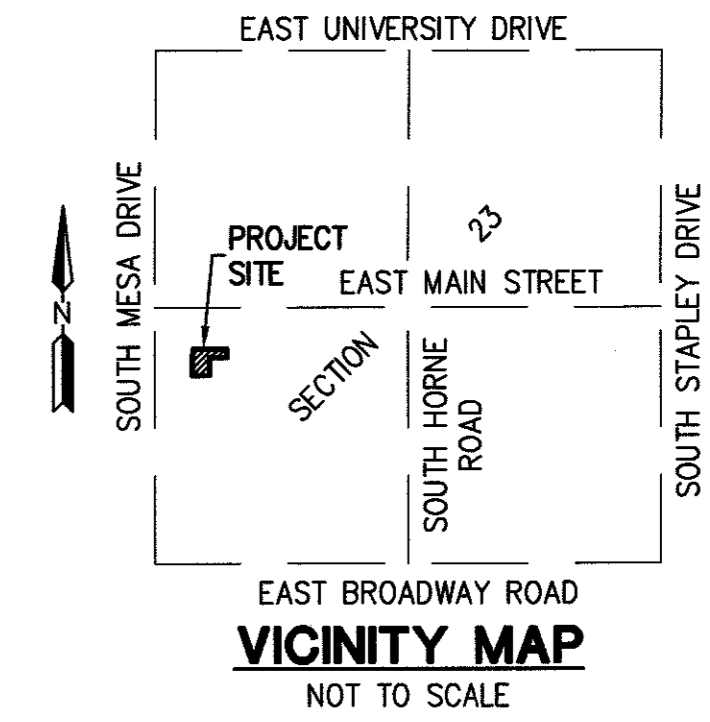 EAST UNIVERSITY DRIVE
SOUTH MESA DRIVE
N
PROJECT
SITE
23
EAST MAIN STREET
SECTION
SOUTH HORNE
ROAD
SOUTH STAPLEY DRIVE
EAST BROADWAY ROAD
VICINITY MAP
NOT TO SCALE